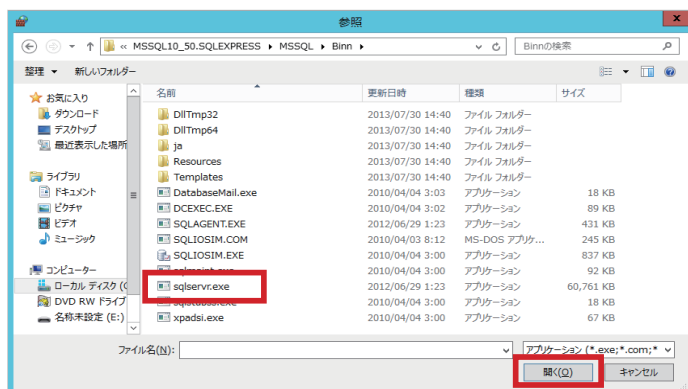 参照
« MSSQL10_50.SQLEXPRESS ▸ MSSQL ▸ Binn ▸ Binnの検索
整理 ▼ 新しいフォルダー
名前 更新日時 種類 サイズ
お気に入り
ダウンロード
デスクトップ
最近表示した場所
ライブラリ
ドキュメント
ピクチャ
ビデオ
ミュージック
コンピューター
ローカル ディスク (C
DVD RW ドライブ
名称未設定 (E:)
DllTmp32 2013/07/30 14:40 ファイル フォルダー
DllTmp64 2013/07/30 14:40 ファイル フォルダー
ja 2013/07/30 14:40 ファイル フォルダー
Resources 2013/07/30 14:40 ファイル フォルダー
Templates 2013/07/30 14:40 ファイル フォルダー
DatabaseMail.exe 2010/04/04 3:03 アプリケーション 18 KB
DCEXEC.EXE 2010/04/04 3:02 アプリケーション 89 KB
SQLAGENT.EXE 2012/06/29 1:23 アプリケーション 431 KB
SQLIOSIM.COM 2010/04/03 8:12 MS-DOS アプリケ... 245 KB
SQLIOSIM.EXE 2010/04/04 3:00 アプリケーション 837 KB
2010/04/04 3:00 アプリケーション 92 KB
sqlservr.exe 2012/06/29 1:23 アプリケーション 60,761 KB
2010/04/04 3:00 アプリケーション 18 KB
xpadsi.exe 2010/04/04 3:00 アプリケーション 67 KB
ファイル名(N): アプリケーション (*.exe;*.com;*
開く(O) キャンセル